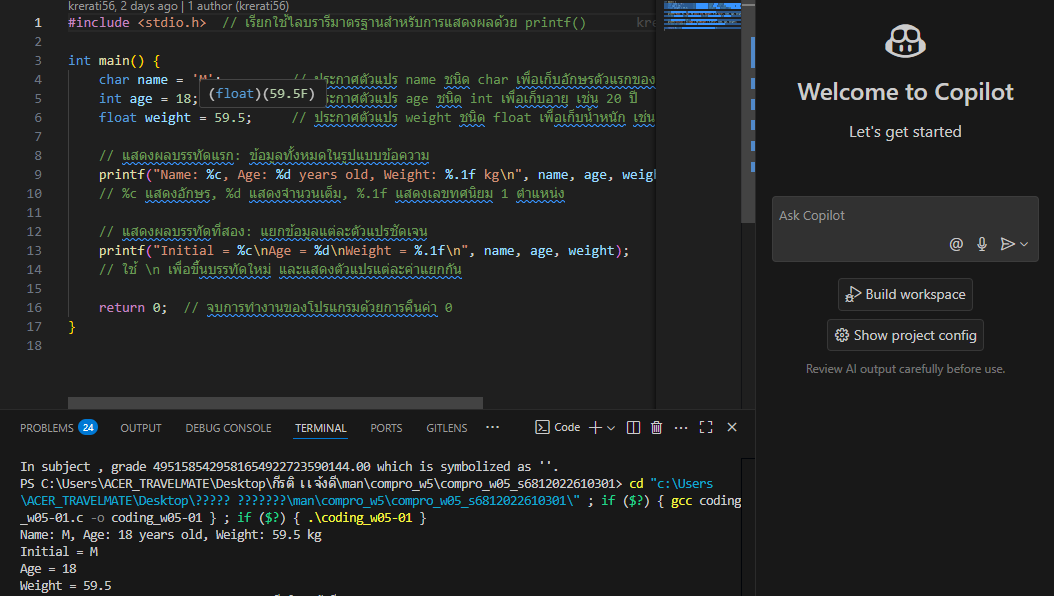 krerati56, 2 days ago | 1 author (krerati56)
1 #include <stdio.h> // เรียกใช้ไลบรารีมาตรฐานสำหรับการแสดงผลด้วย printf() kre
2
3 int main() {
4 char name = 'M'; // ประกาศตัวแปร name ชนิด char เพื่อเก็บอักษรตัวแรกของ
(float)(59.5F)
5 int age = 18; ประกาศตัวแปร age ชนิด int เพื่อเก็บอายุ เช่น 20 ปี
6 float weight = 59.5; // ประกาศตัวแปร weight ชนิด float เพื่อเก็บน้ำหนัก เช่น
7
8 // แสดงผลบรรทัดแรก: ข้อมูลทั้งหมดในรูปแบบข้อความ
9 printf("Name: %c, Age: %d years old, Weight: %.1f kg\n", name, age, weigh
10 // %c แสดงอักษร, %d แสดงจำนวนเต็ม, %.1f แสดงเลขทศนิยม 1 ตำแหน่ง
11
12 // แสดงผลบรรทัดที่สอง: แยกข้อมูลแต่ละตัวแปรชัดเจน
13 printf("Initial = %c\nAge = %d\nWeight = %.1f\n", name, age, weight);
14 // ใช้ \n เพื่อขึ้นบรรทัดใหม่ และแสดงตัวแปรแต่ละค่าแยกกัน
15
16 return 0; // จบการทำงานของโปรแกรมด้วยการคืนค่า 0
17 }
18
Welcome to Copilot
Let's get started
Ask Copilot
@
Build workspace
Show project config
Review AI output carefully before use.
PROBLEMS 24 OUTPUT DEBUG CONSOLE TERMINAL PORTS GITLENS ··· Code
In subject , grade 4951585429581654922723590144.00 which is symbolized as ''.
PS C:\Users\ACER_TRAVELMATE\Desktop\กีรติ เเจ้งดี\man\compro_w5\compro_w05_s6812022610301> cd "c:\Users
\ACER_TRAVELMATE\Desktop\????? ???????\man\compro_w5\compro_w05_s6812022610301\" ; if ($?) { gcc coding
_w05-01.c -o coding_w05-01 } ; if ($?) { .\coding_w05-01 }
Name: M, Age: 18 years old, Weight: 59.5 kg
Initial = M
Age = 18
Weight = 59.5